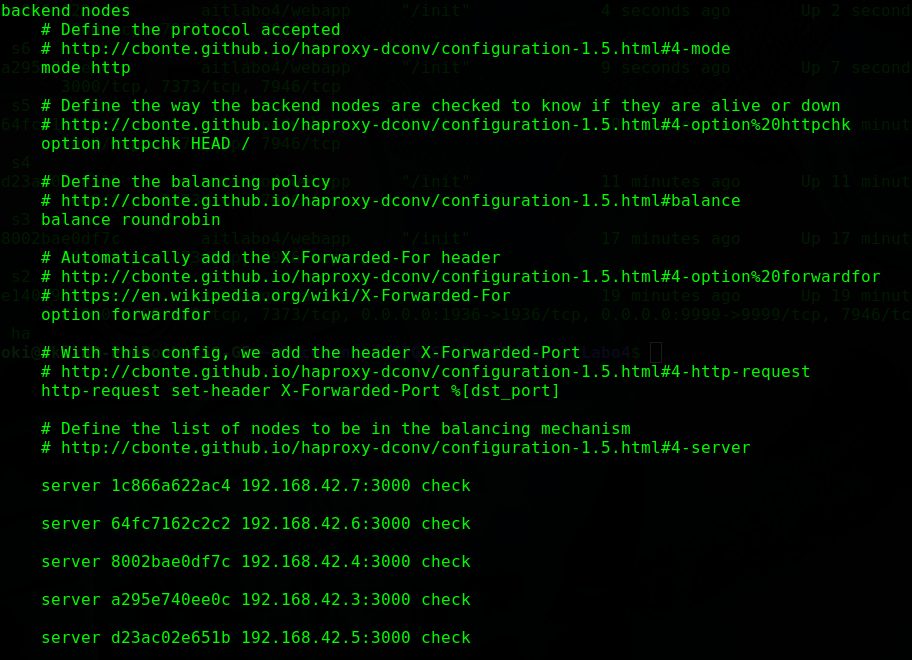 backend nodes
# Define the protocol accepted
# http://cbonte.github.io/haproxy-dconv/configuration-1.5.html#4-mode
mode http
# Define the way the backend nodes are checked to know if they are alive or down
# http://cbonte.github.io/haproxy-dconv/configuration-1.5.html#4-option%20httpchk
option httpchk HEAD /
# Define the balancing policy
# http://cbonte.github.io/haproxy-dconv/configuration-1.5.html#balance
balance roundrobin
# Automatically add the X-Forwarded-For header
# http://cbonte.github.io/haproxy-dconv/configuration-1.5.html#4-option%20forwardfor
# https://en.wikipedia.org/wiki/X-Forwarded-For
option forwardfor
# With this config, we add the header X-Forwarded-Port
# http://cbonte.github.io/haproxy-dconv/configuration-1.5.html#4-http-request
http-request set-header X-Forwarded-Port %[dst_port]
# Define the list of nodes to be in the balancing mechanism
# http://cbonte.github.io/haproxy-dconv/configuration-1.5.html#4-server
server 1c866a622ac4 192.168.42.7:3000 check
server 64fc7162c2c2 192.168.42.6:3000 check
server 8002bae0df7c 192.168.42.4:3000 check
server a295e740ee0c 192.168.42.3:3000 check
server d23ac02e651b 192.168.42.5:3000 check